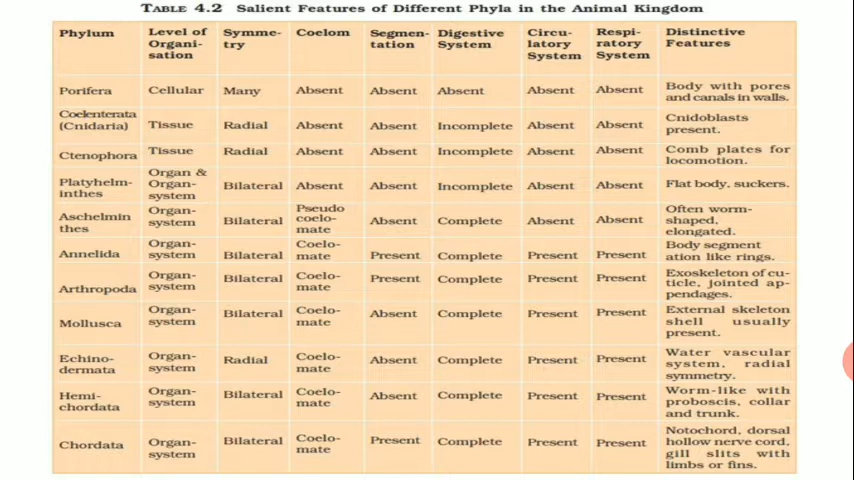 TABLE 4.2 Salient Features of Different Phyla in the Animal Kingdom
Phylum Level of Organi- sation Symme- try Coelom Segmen- tation Digestive System Circu- latory System Respi- ratory System Distinctive Features
Porifera Cellular Many Absent Absent Absent Absent Absent Body with pores and canals in walls.
Coelenterata (Cnidaria) Tissue Radial Absent Absent Incomplete Absent Absent Cnidoblasts present.
Ctenophora Tissue Radial Absent Absent Incomplete Absent Absent Comb plates for locomotion.
Platyhelm- inthes Organ & Organ- system Bilateral Absent Absent Incomplete Absent Absent Flat body, suckers.
Aschelmin thes Organ- system Bilateral Pseudo coelo- mate Absent Complete Absent Absent Often worm- shaped, elongated.
Annelida Organ- system Bilateral Coelo- mate Present Complete Present Present Body segment ation like rings.
Arthropoda Organ- system Bilateral Coelo- mate Present Complete Present Present Exoskeleton of cu- ticle, jointed ap- pendages.
Mollusca Organ- system Bilateral Coelo- mate Absent Complete Present Present External skeleton shell usually present.
Echino- dermata Organ- system Radial Coelo- mate Absent Complete Present Present Water vascular system, radial symmetry.
Hemi- chordata Organ- system Bilateral Coelo- mate Absent Complete Present Present Worm-like with proboscis, collar and trunk.
Chordata Organ- system Bilateral Coelo- mate Present Complete Present Present Notochord, dorsal hollow nerve cord, gill slits with limbs or fins.